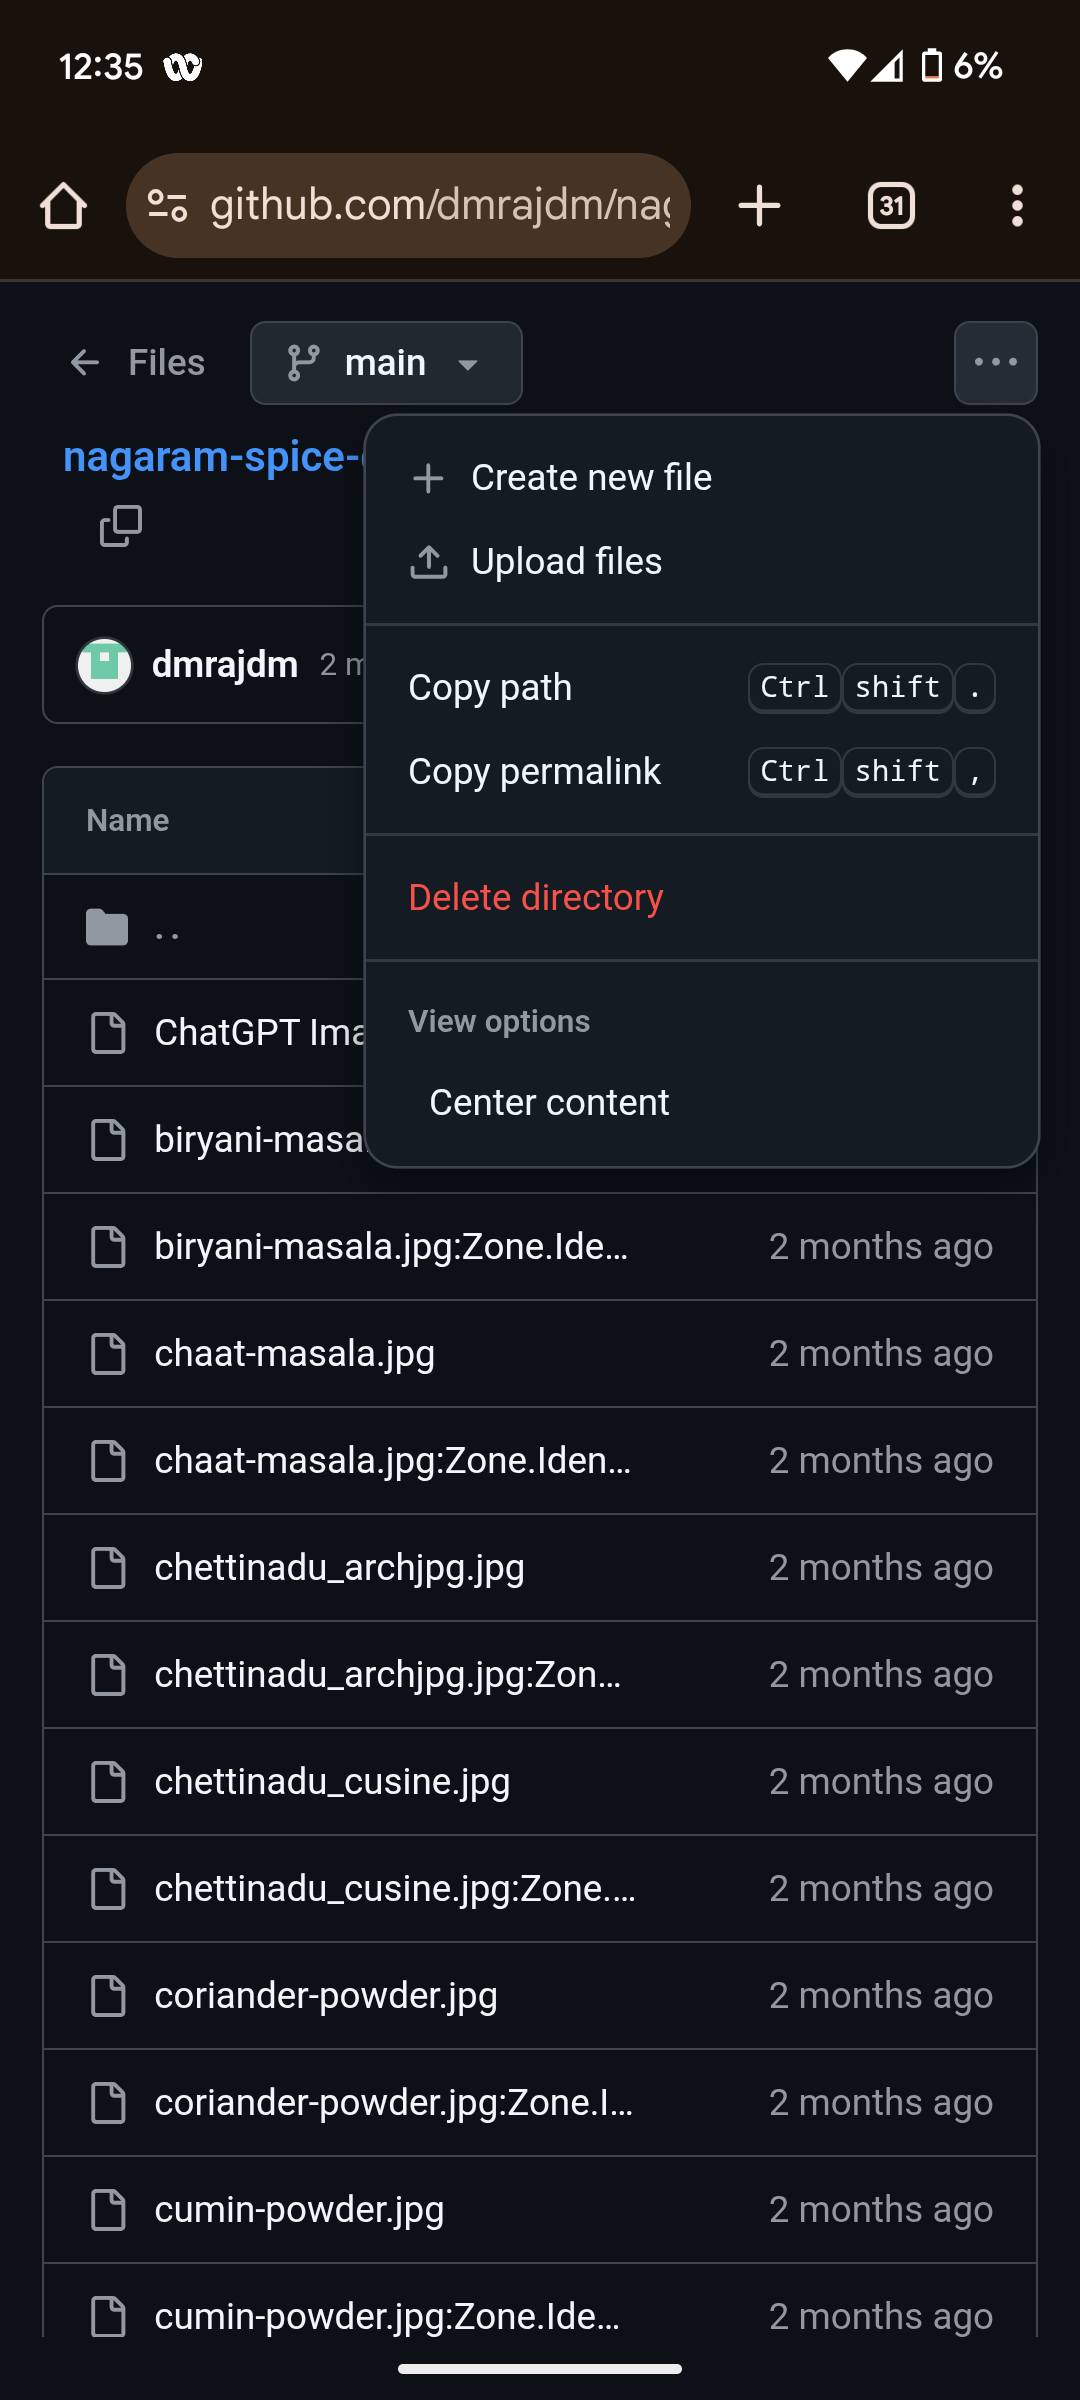 12:35 6%
github.com/dmrajdm/nag
31
Files main
nagaram-spice-
Create new file
Upload files
dmrajdm 2 m
Copy path Ctrl shift .
Copy permalink Ctrl shift ,
Name
Delete directory
..
View options
ChatGPT Ima
Center content
biryani-masa
biryani-masala.jpg:Zone.Ide... 2 months ago
chaat-masala.jpg 2 months ago
chaat-masala.jpg:Zone.Iden... 2 months ago
chettinadu_archjpg.jpg 2 months ago
chettinadu_archjpg.jpg:Zon... 2 months ago
chettinadu_cusine.jpg 2 months ago
chettinadu_cusine.jpg:Zone.... 2 months ago
coriander-powder.jpg 2 months ago
coriander-powder.jpg:Zone.I... 2 months ago
cumin-powder.jpg 2 months ago
cumin-powder.jpg:Zone.Ide... 2 months ago